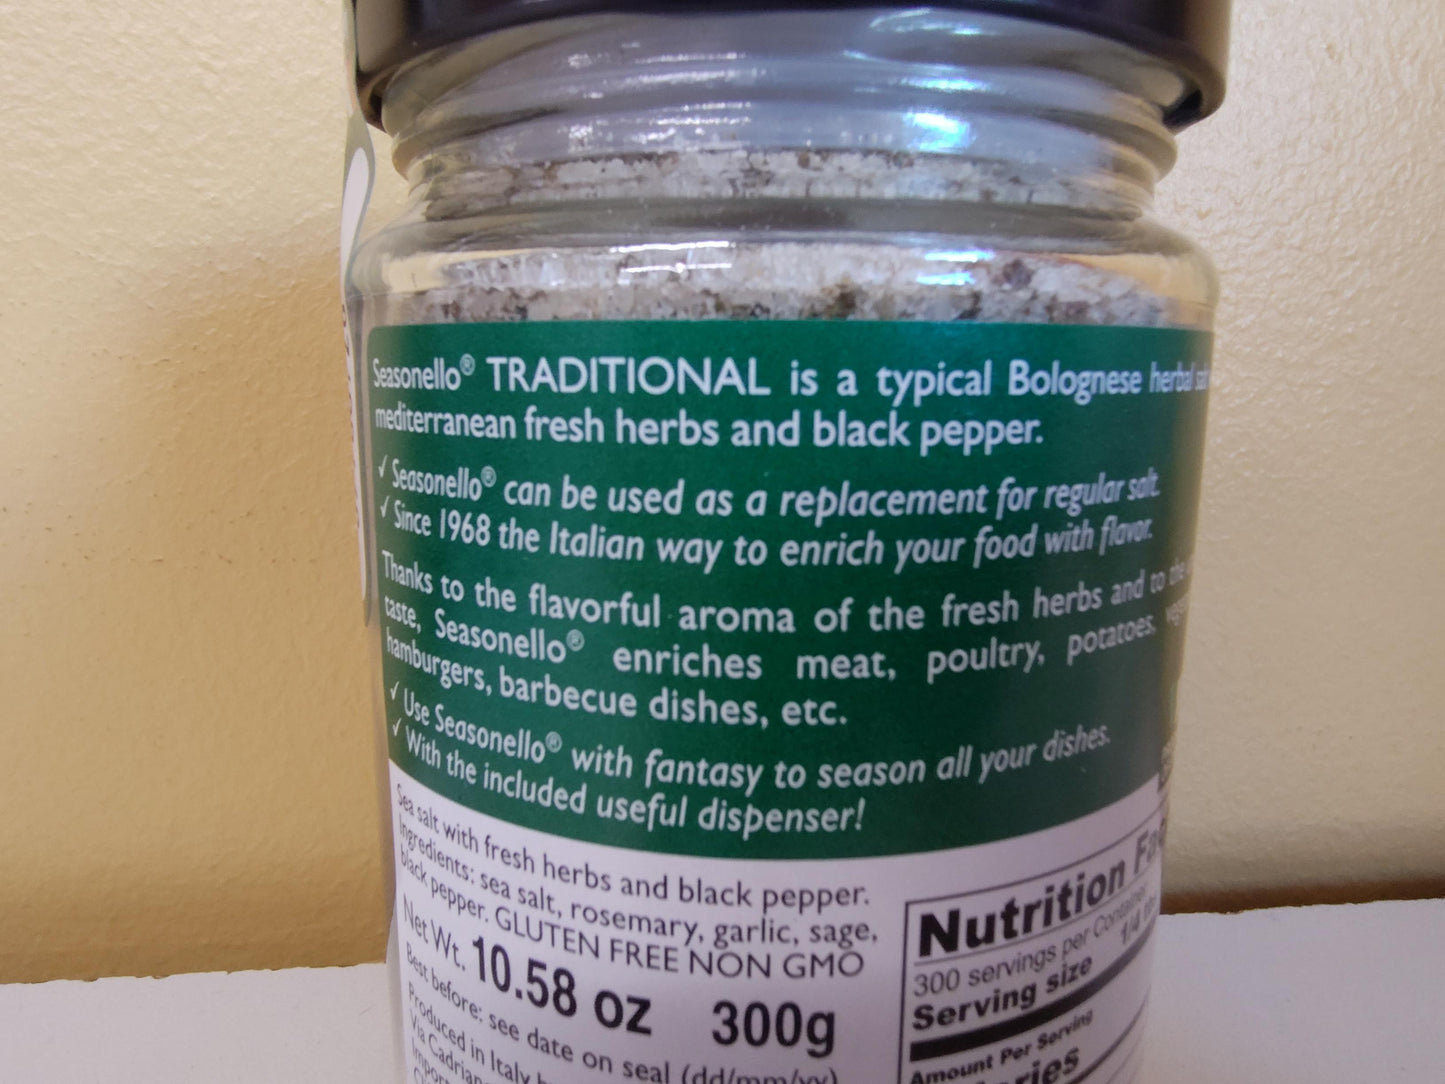 Seasonello® TRADITIONAL is a typical Bolognese herbal
mediterranean fresh herbs and black pepper.
✓ Seasonello® can be used as a replacement for regular salt.
✓ Since 1968 the Italian way to enrich your food with flavor.
Thanks to the flavorful aroma of the fresh herbs and to the
taste, Seasonello® enriches meat, poultry, potatoes,
hamburgers, barbecue dishes, etc.
✓ Use Seasonello® with fantasy to season all your dishes.
✓ With the included useful dispenser!
Sea salt with fresh herbs and black pepper.
Ingredients: sea salt, rosemary, garlic, sage,
black pepper. GLUTEN FREE NON GMO
Net Wt. 10.58 oz 300g
Best before: see date on seal (dd/mm/yy)
Produced in Italy
Via
Nutrition
300 servings per Container
Serving size
Amount Per Serving